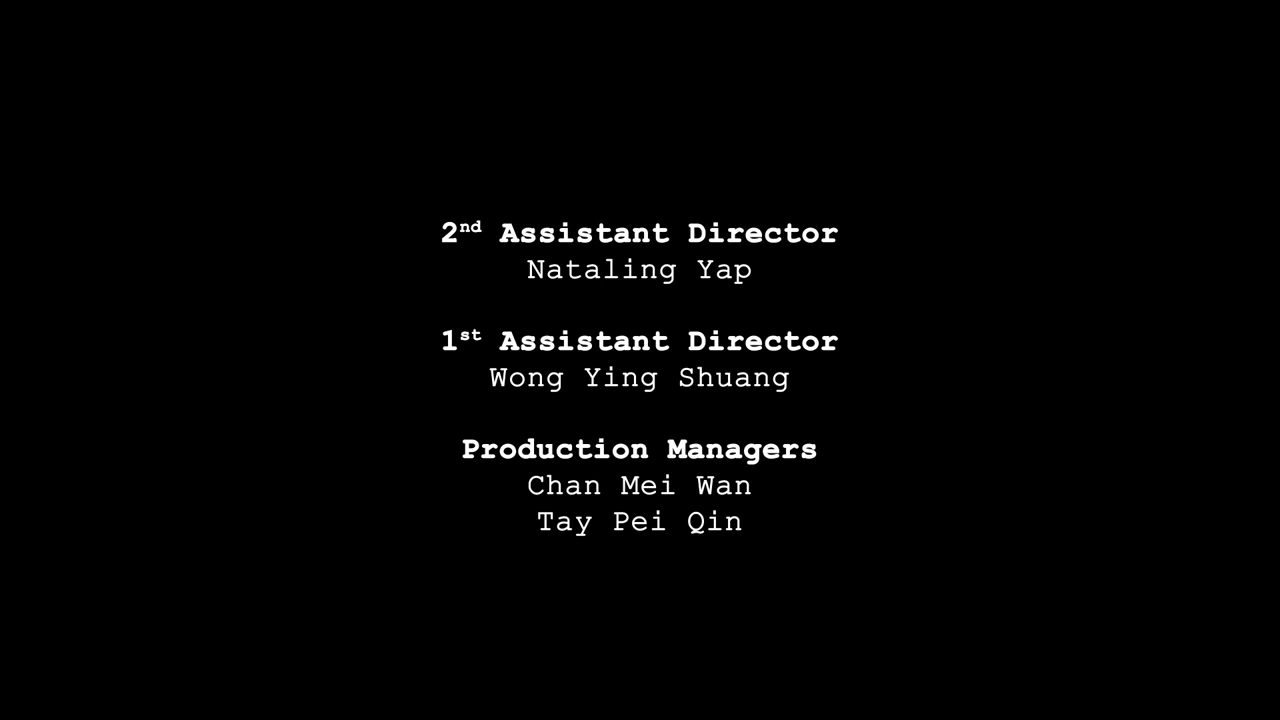 2nd Assistant Director
Nataling Yap
1st Assistant Director
Wong Ying Shuang
Production Managers
Chan Mei Wan
Tay Pei Qin